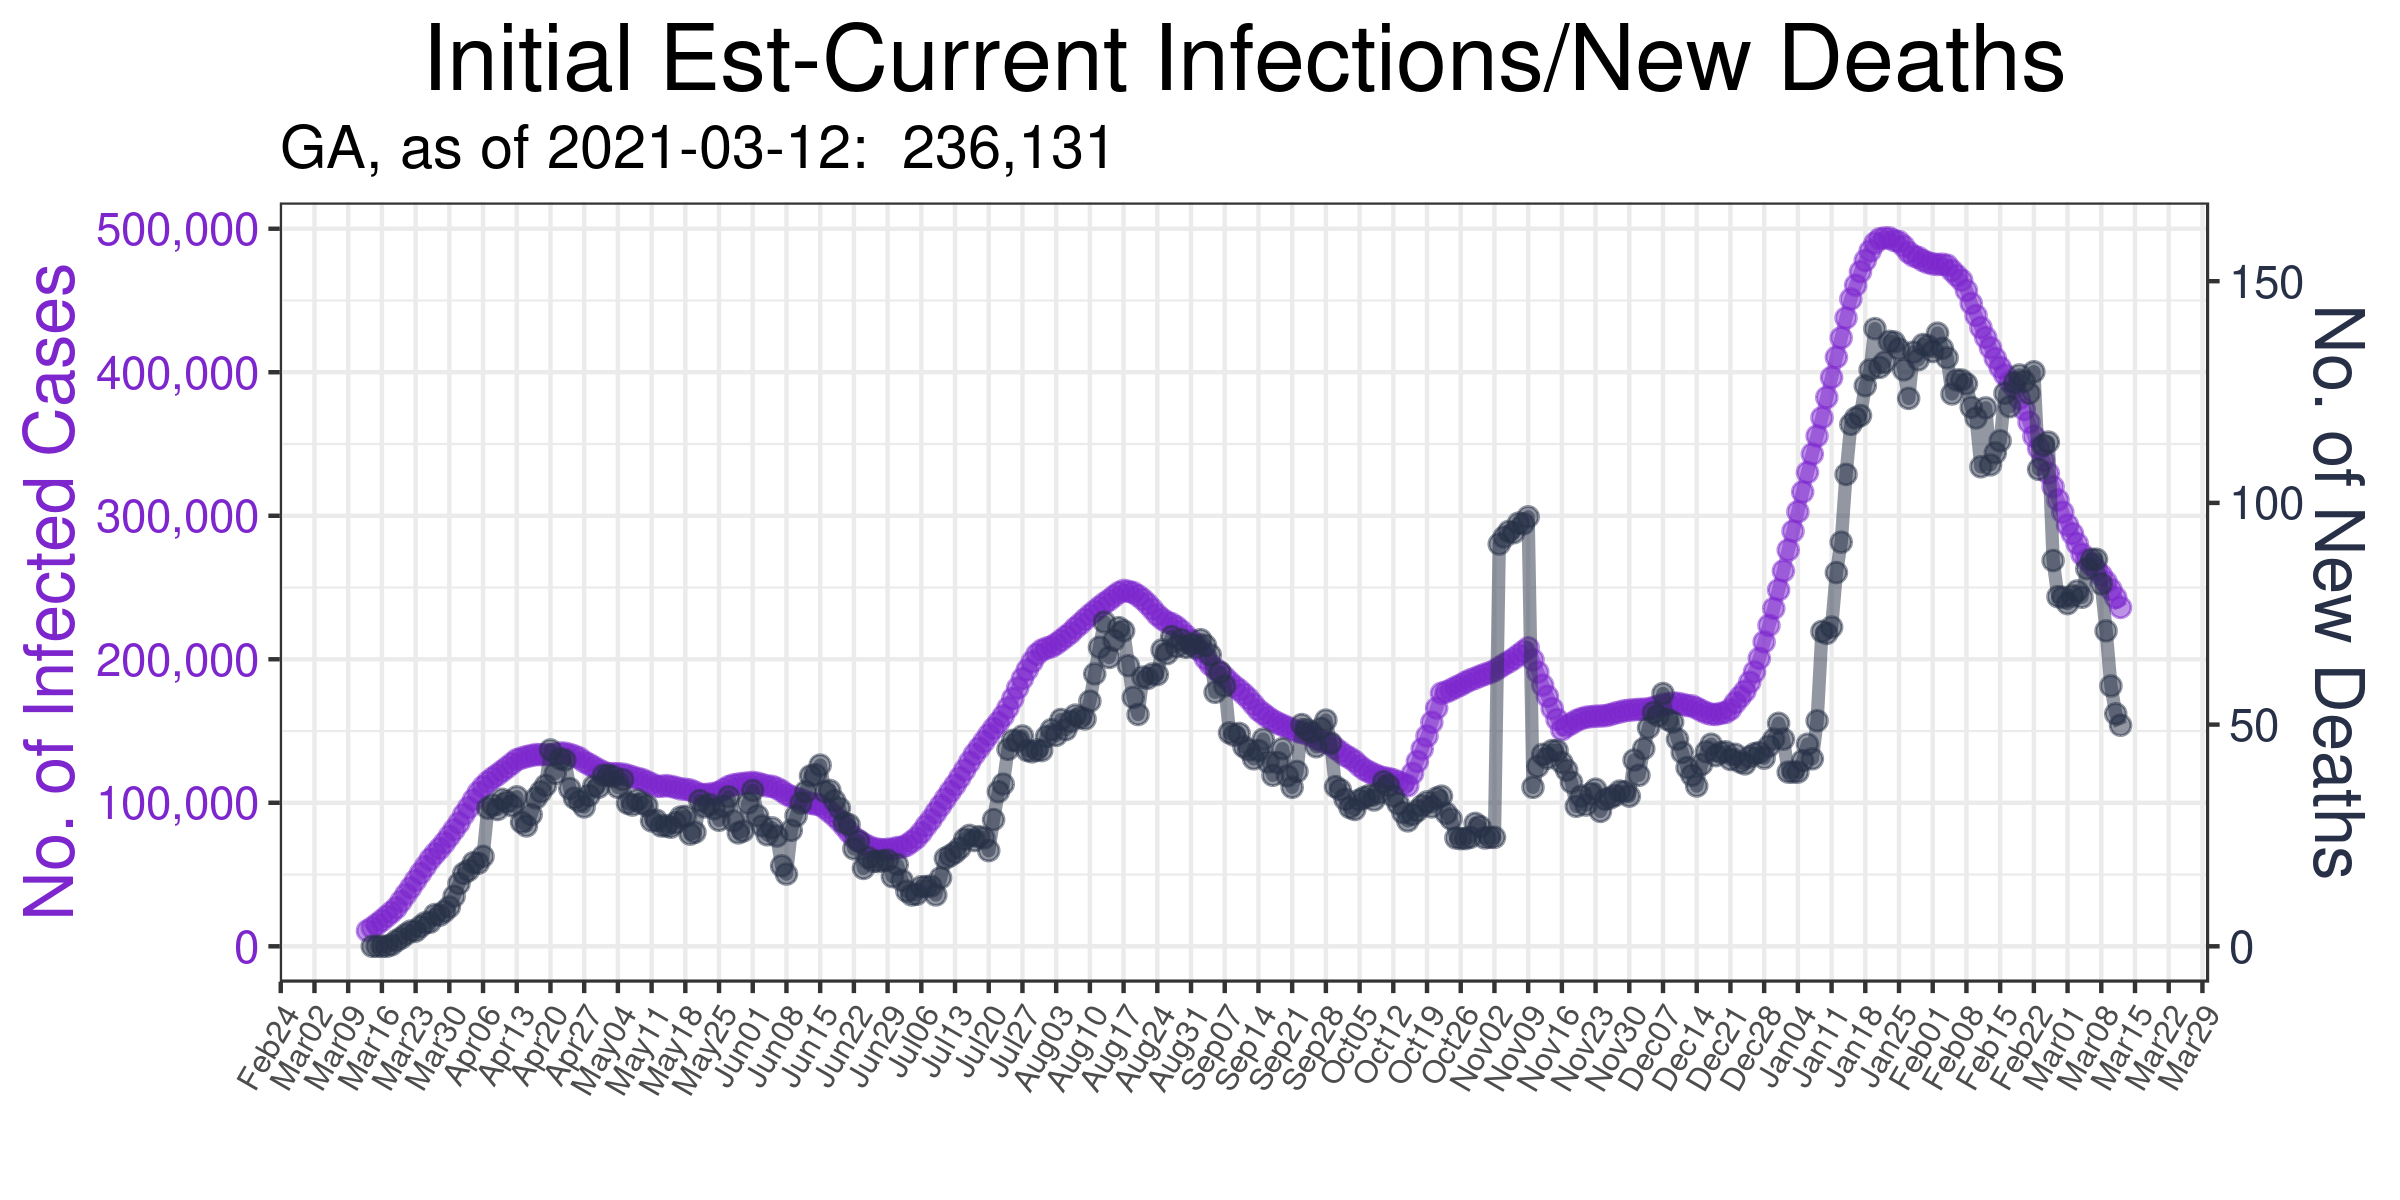 Initial Est-Current Infections/New Deaths
GA, as of 2021-03-12:  236,131
No. of Infected Cases
500,000
400,000
300,000
200,000
100,000
0
150
100
50
0
No. of New Deaths
Feb24
Mar02
Mar09
Mar16
Mar23
Mar30
Apr06
Apr13
Apr20
Apr27
May04
May11
May18
May25
Jun01
Jun08
Jun15
Jun22
Jun29
Jul06
Jul13
Jul20
Jul27
Aug03
Aug10
Aug17
Aug24
Aug31
Sep07
Sep14
Sep21
Sep28
Oct05
Oct12
Oct19
Oct26
Nov02
Nov09
Nov16
Nov23
Nov30
Dec07
Dec14
Dec21
Dec28
Jan04
Jan11
Jan18
Jan25
Feb01
Feb08
Feb15
Feb22
Mar01
Mar08
Mar15
Mar22
Mar29